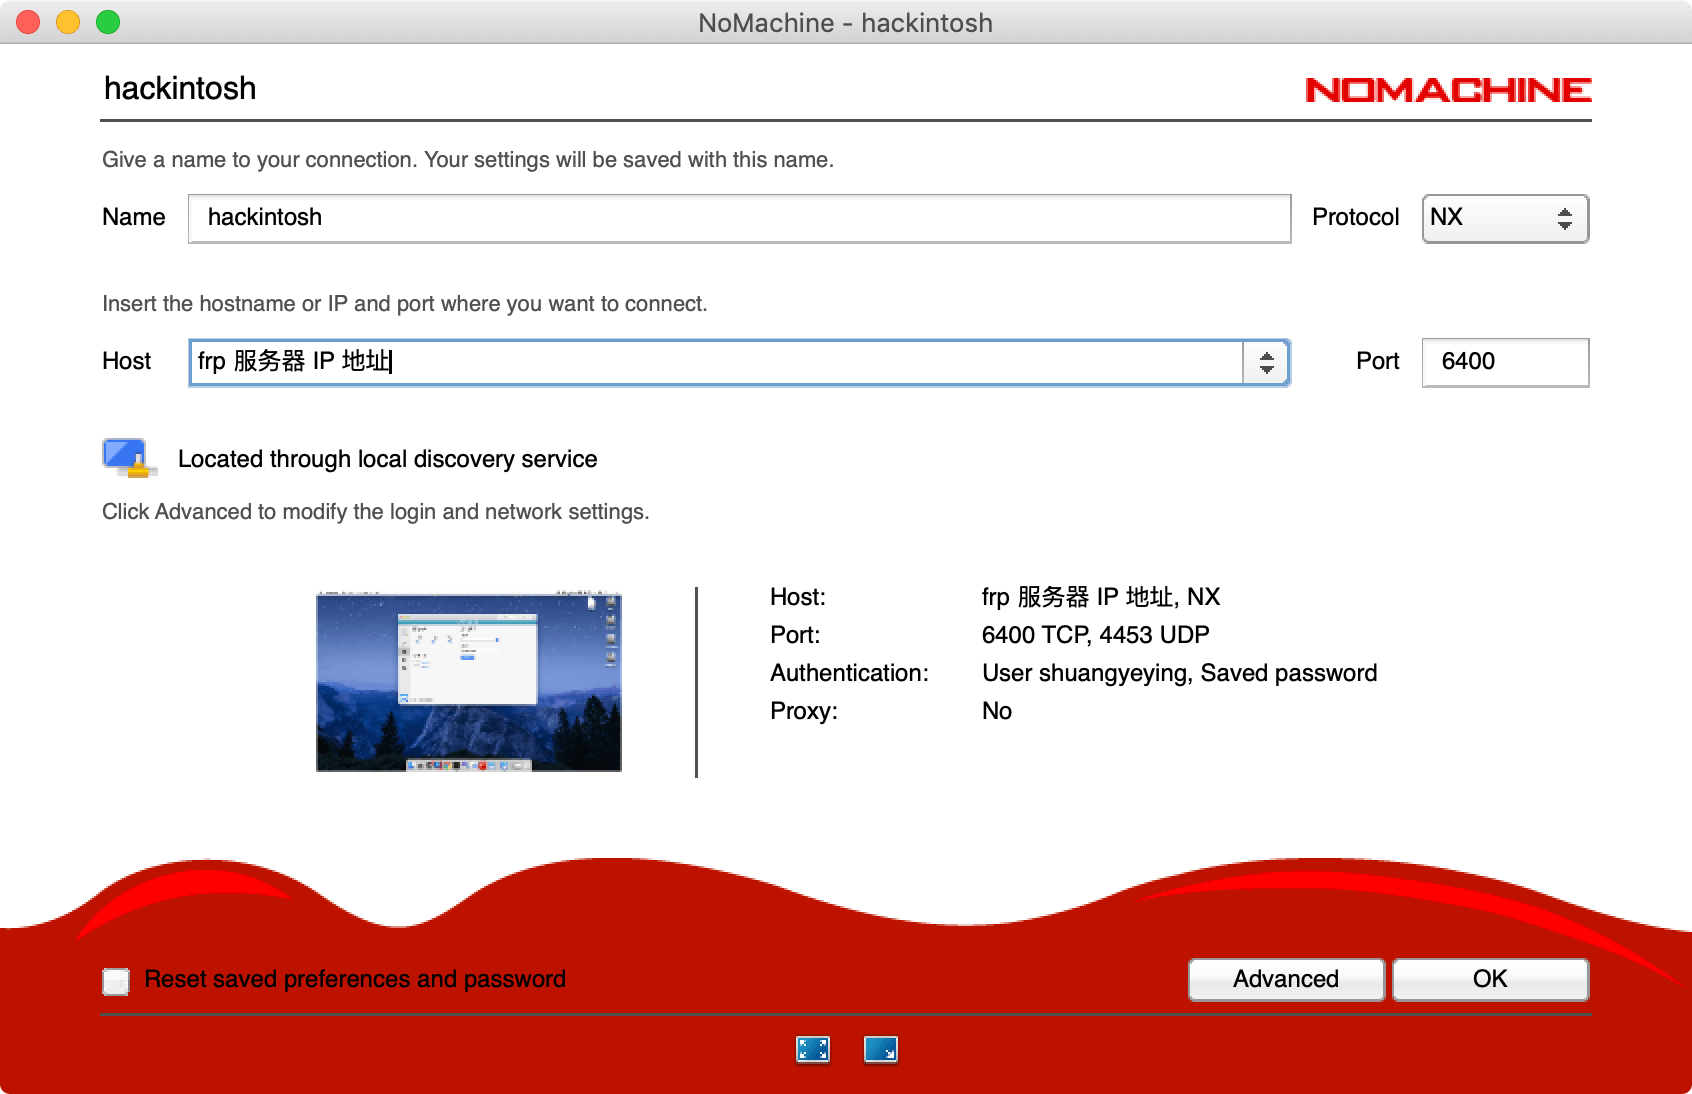 NoMachine - hackintosh
hackintosh
NOMACHINE
Give a name to your connection. Your settings will be saved with this name.
Name hackintosh Protocol NX
Insert the hostname or IP and port where you want to connect.
Host frp 服务器 IP 地址 Port 6400
Located through local discovery service
Click Advanced to modify the login and network settings.
Host: frp 服务器 IP 地址, NX
Port: 6400 TCP, 4453 UDP
Authentication: User shuangyeying, Saved password
Proxy: No
Reset saved preferences and password Advanced OK